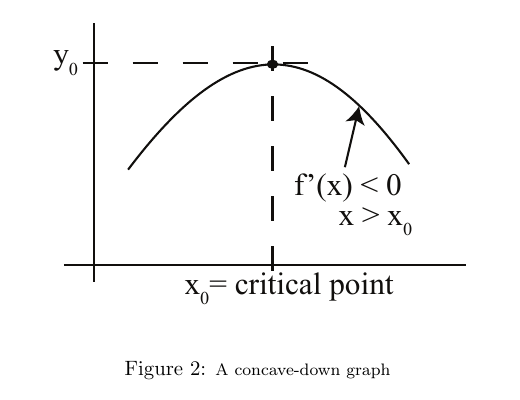 y0
f'(x) < 0
x > x0
x0= critical point
Figure 2: A concave-down graph